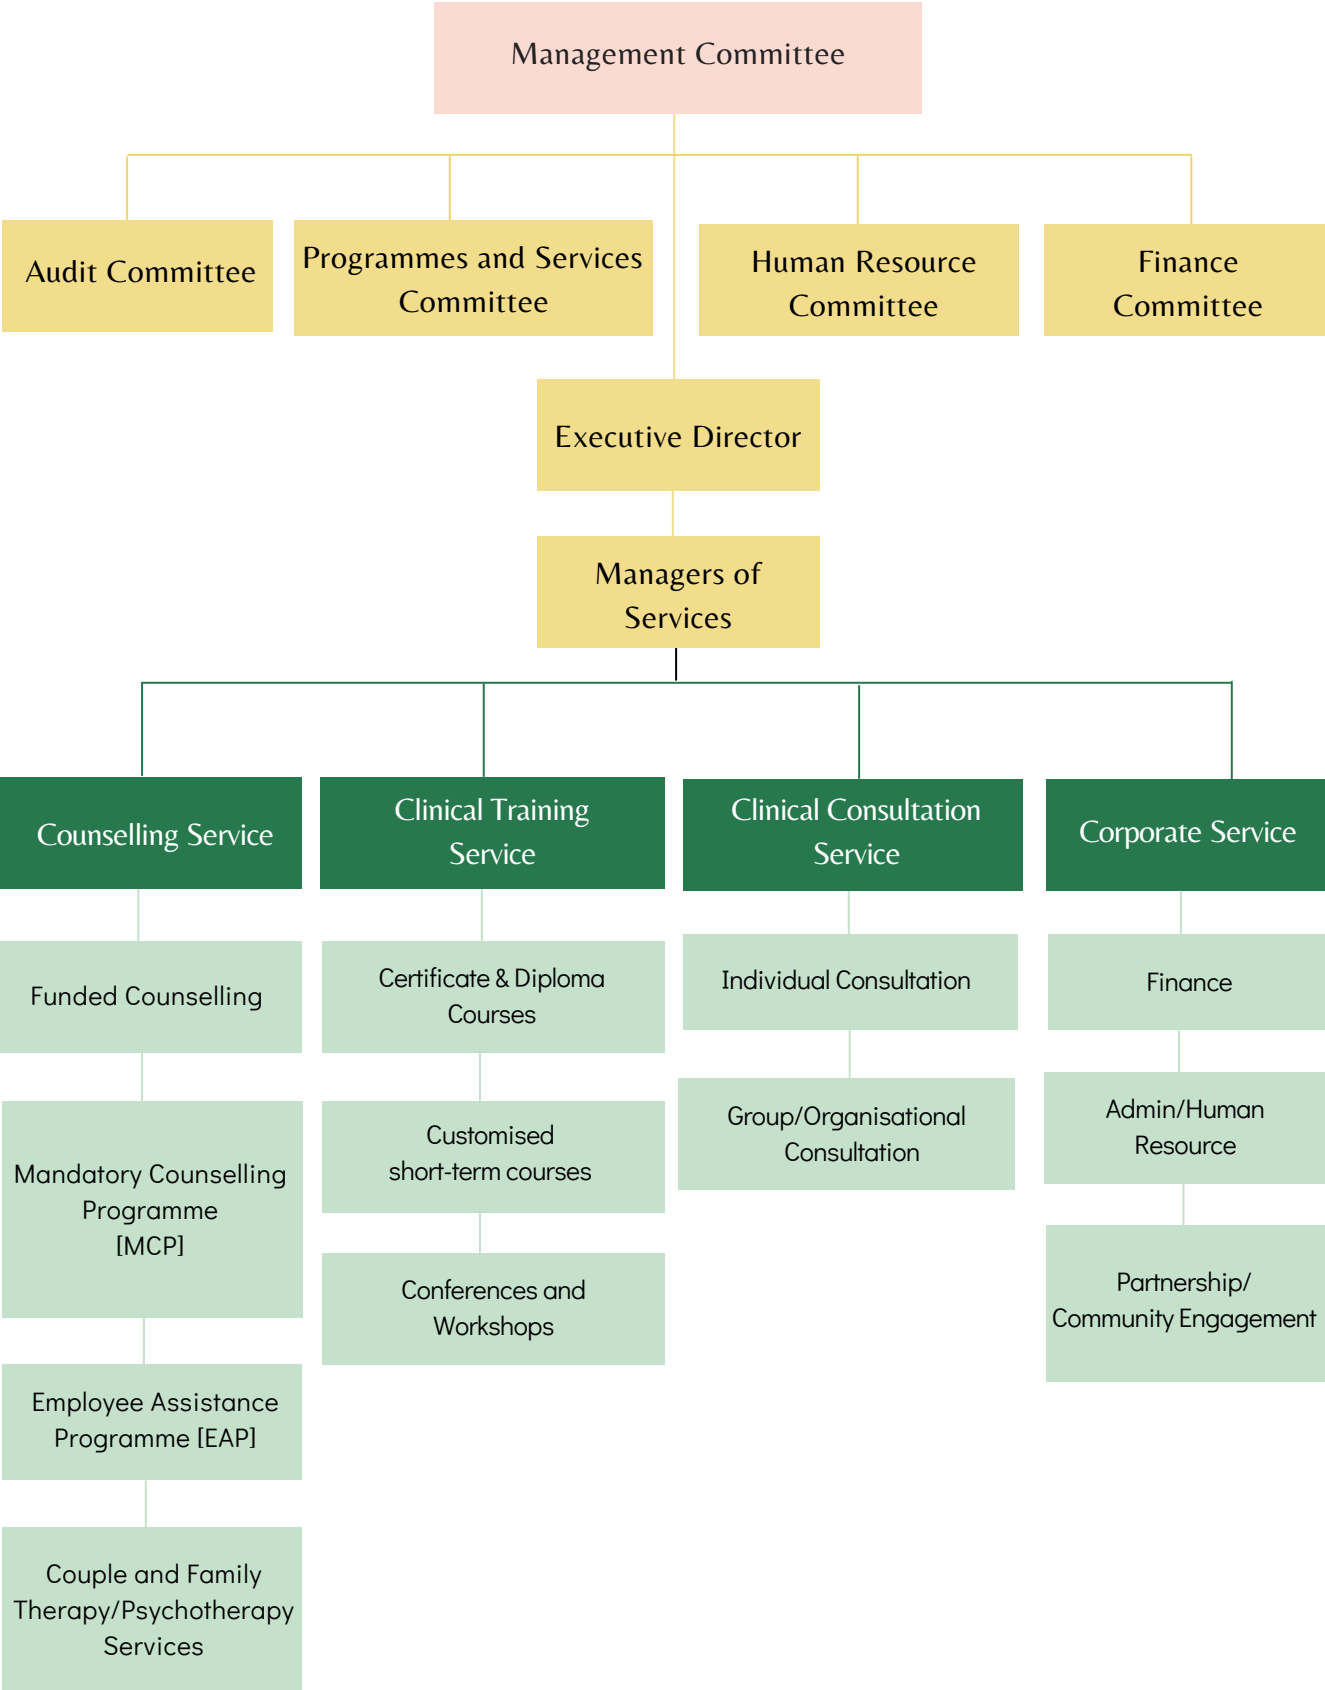 Management Committee
Audit Committee
Programmes and Services
Committee
Human Resource
Committee
Finance
Committee
Executive Director
Managers of
Services
Counselling Service
Clinical Training
Service
Clinical Consultation
Service
Corporate Service
Funded Counselling
Mandatory Counselling
Programme
[MCP]
Employee Assistance
Programme [EAP]
Couple and Family
Therapy/Psychotherapy
Services
Certificate & Diploma
Courses
Customised
short-term courses
Conferences and
Workshops
Individual Consultation
Group/Organisational
Consultation
Finance
Admin/Human
Resource
Partnership/
Community Engagement